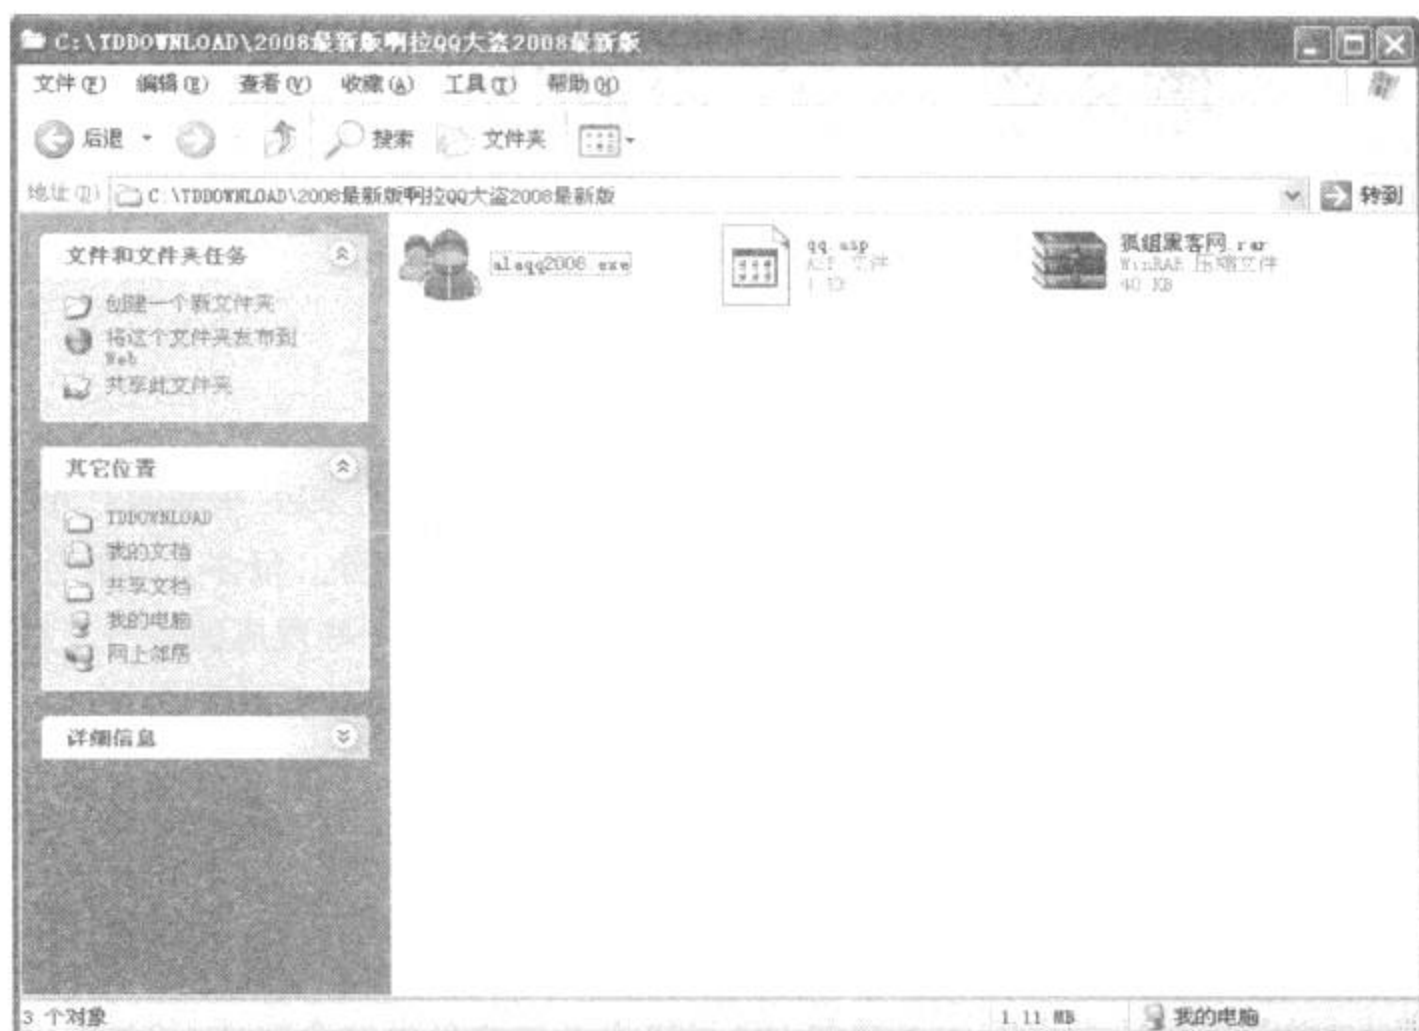 C:\TDDOWNLOAD\2008最新版啊拉QQ大盗2008最新版
文件(F) 编辑(E) 查看(V) 收藏(A) 工具(T) 帮助(H)
后退 搜索 文件夹
地址(D) C:\TDDOWNLOAD\2008最新版啊拉QQ大盗2008最新版 转到
文件和文件夹任务
创建一个新文件夹
将这个文件夹发布到
Web
共享此文件夹
其它位置
TDDOWNLOAD
我的文档
共享文档
我的电脑
网上邻居
详细信息
alaqq2008.exe
qq.asp
ASP 文件
1 KB
狐组黑客网.rar
WinRAR 压缩文件
40 KB
3 个对象 1.11 MB 我的电脑